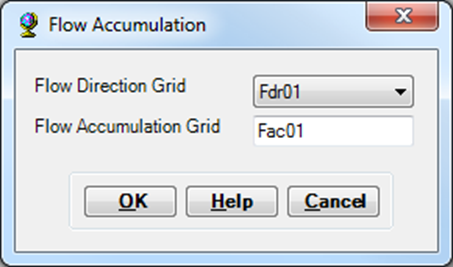 Flow Accumulation
Flow Direction Grid Fdr01
Flow Accumulation Grid Fac01
OK Help Cancel